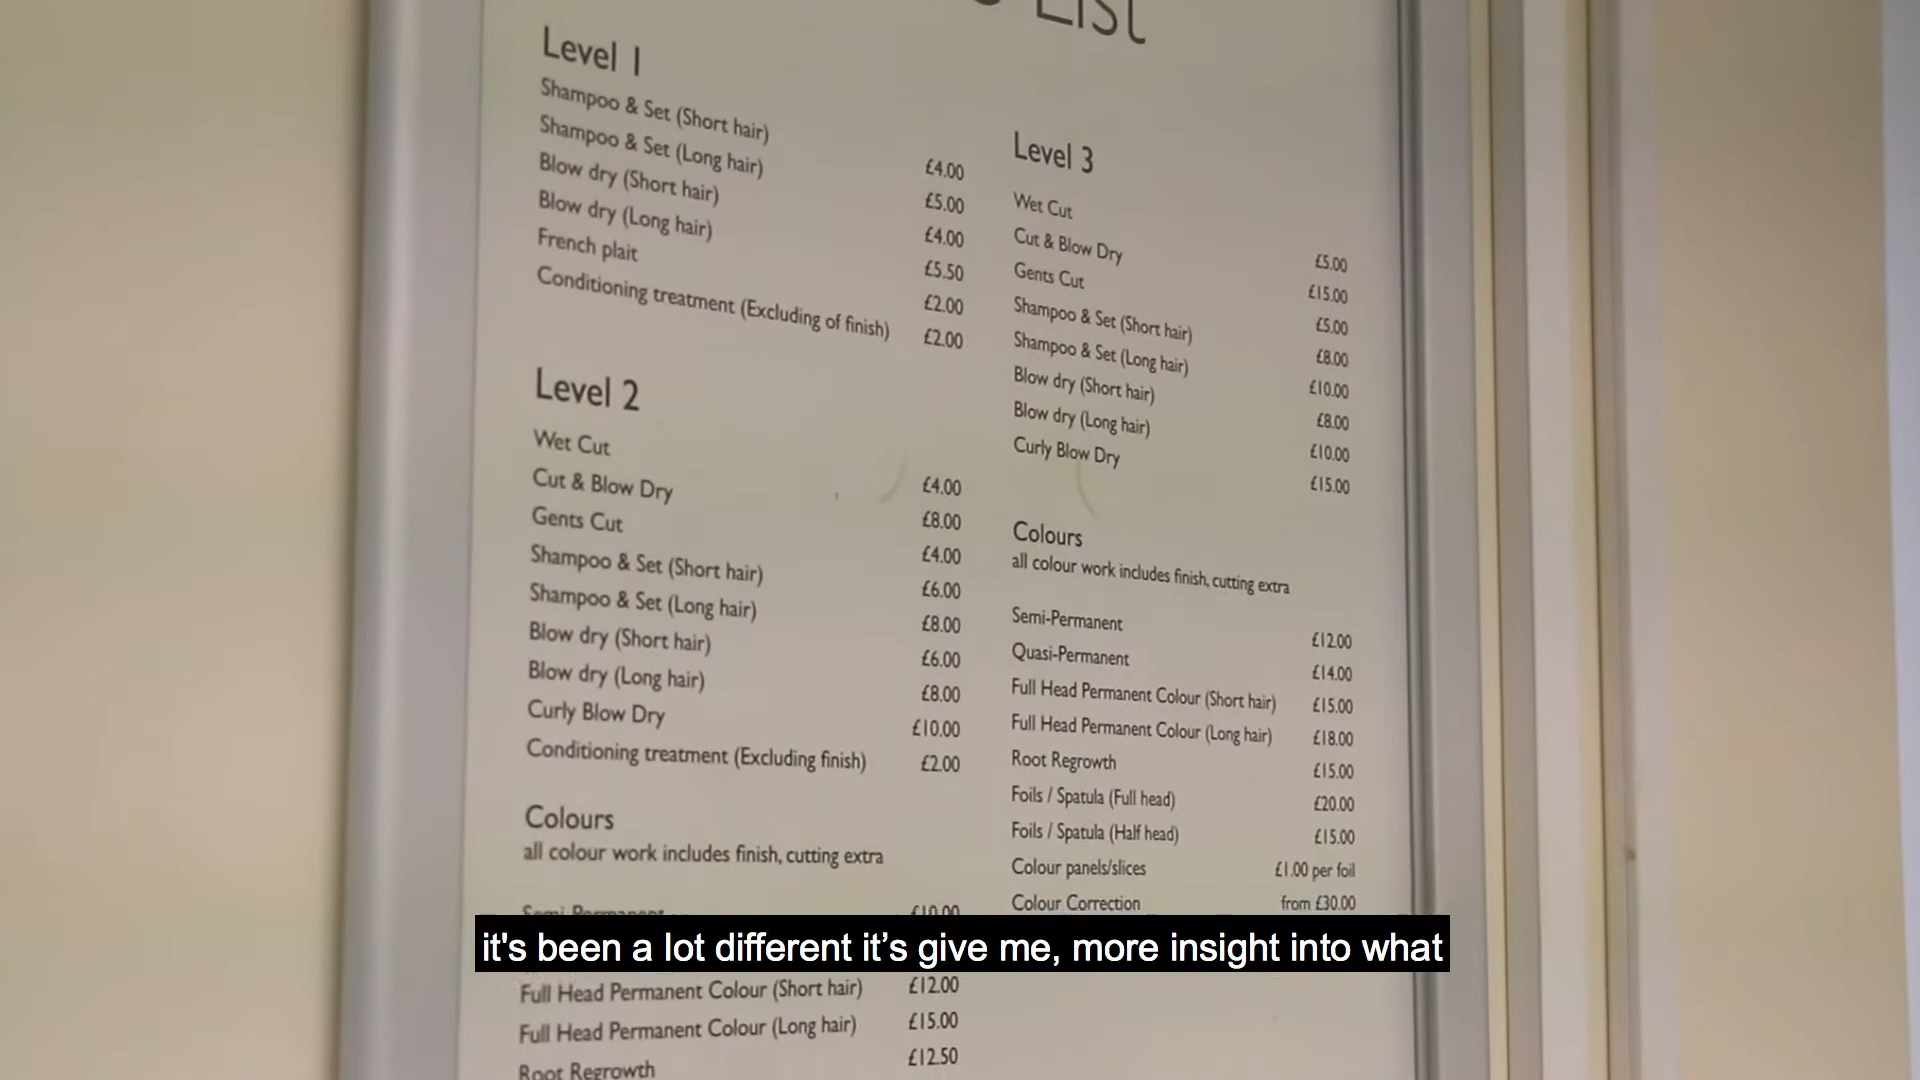 List
Level 1
Shampoo & Set (Short hair) £4.00
Shampoo & Set (Long hair) £5.00
Blow dry (Short hair) £4.00
Blow dry (Long hair) £5.50
French plait £2.00
Conditioning treatment (Excluding of finish) £2.00
Level 2
Wet Cut £4.00
Cut & Blow Dry £8.00
Gents Cut £4.00
Shampoo & Set (Short hair) £6.00
Shampoo & Set (Long hair) £8.00
Blow dry (Short hair) £6.00
Blow dry (Long hair) £8.00
Curly Blow Dry £10.00
Conditioning treatment (Excluding finish) £2.00
Colours
all colour work includes finish, cutting extra
Semi-Permanent £10.00
Full Head Permanent Colour (Short hair) £12.00
Full Head Permanent Colour (Long hair) £15.00
Root Regrowth £12.50
Level 3
Wet Cut £5.00
Cut & Blow Dry £15.00
Gents Cut £5.00
Shampoo & Set (Short hair) £8.00
Shampoo & Set (Long hair) £10.00
Blow dry (Short hair) £8.00
Blow dry (Long hair) £10.00
Curly Blow Dry £15.00
Colours
all colour work includes finish, cutting extra
Semi-Permanent £12.00
Quasi-Permanent £14.00
Full Head Permanent Colour (Short hair) £15.00
Full Head Permanent Colour (Long hair) £18.00
Root Regrowth £15.00
Foils / Spatula (Full head) £20.00
Foils / Spatula (Half head) £15.00
Colour panels/slices £1.00 per foil
Colour Correction from £30.00
it's been a lot different it’s give me, more insight into what